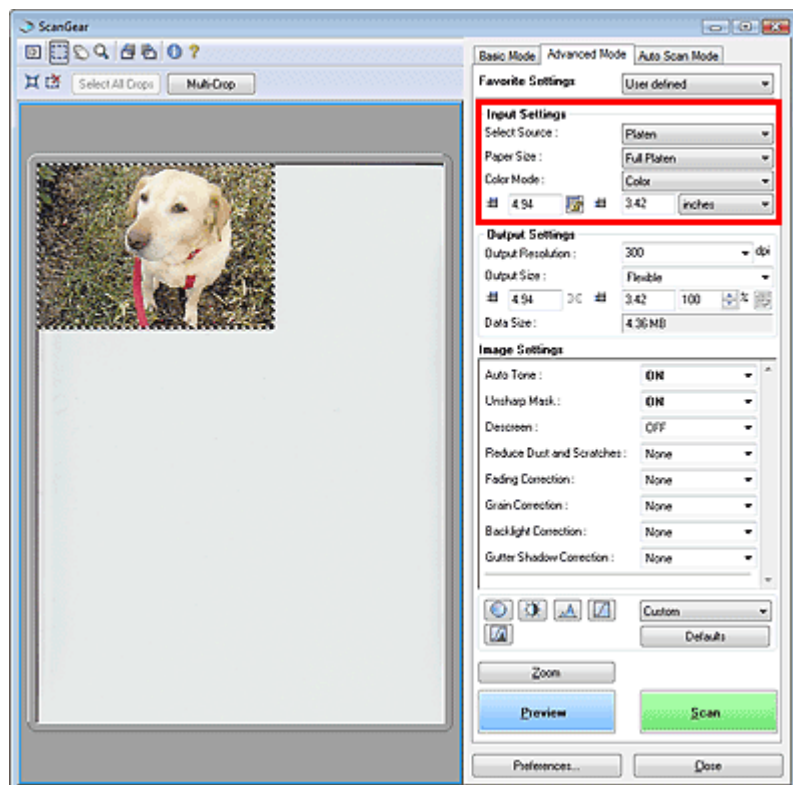 ScanGear
Select All Crops Multi-Crop
Basic Mode Advanced Mode Auto Scan Mode
Favorite Settings User defined
Input Settings
Select Source : Platen
Paper Size : Full Platen
Color Mode : Color
4.94 3.42 inches
Output Settings
Output Resolution : 300 dpi
Output Size : Flexible
4.94 3.42 100 %
Data Size : 4.36 MB
Image Settings
Auto Tone : ON
Unsharp Mask : ON
Descreen : OFF
Reduce Dust and Scratches : None
Fading Correction : None
Grain Correction : None
Backlight Correction : None
Gutter Shadow Correction : None
Custom
Defaults
Zoom
Preview Scan
Preferences... Close